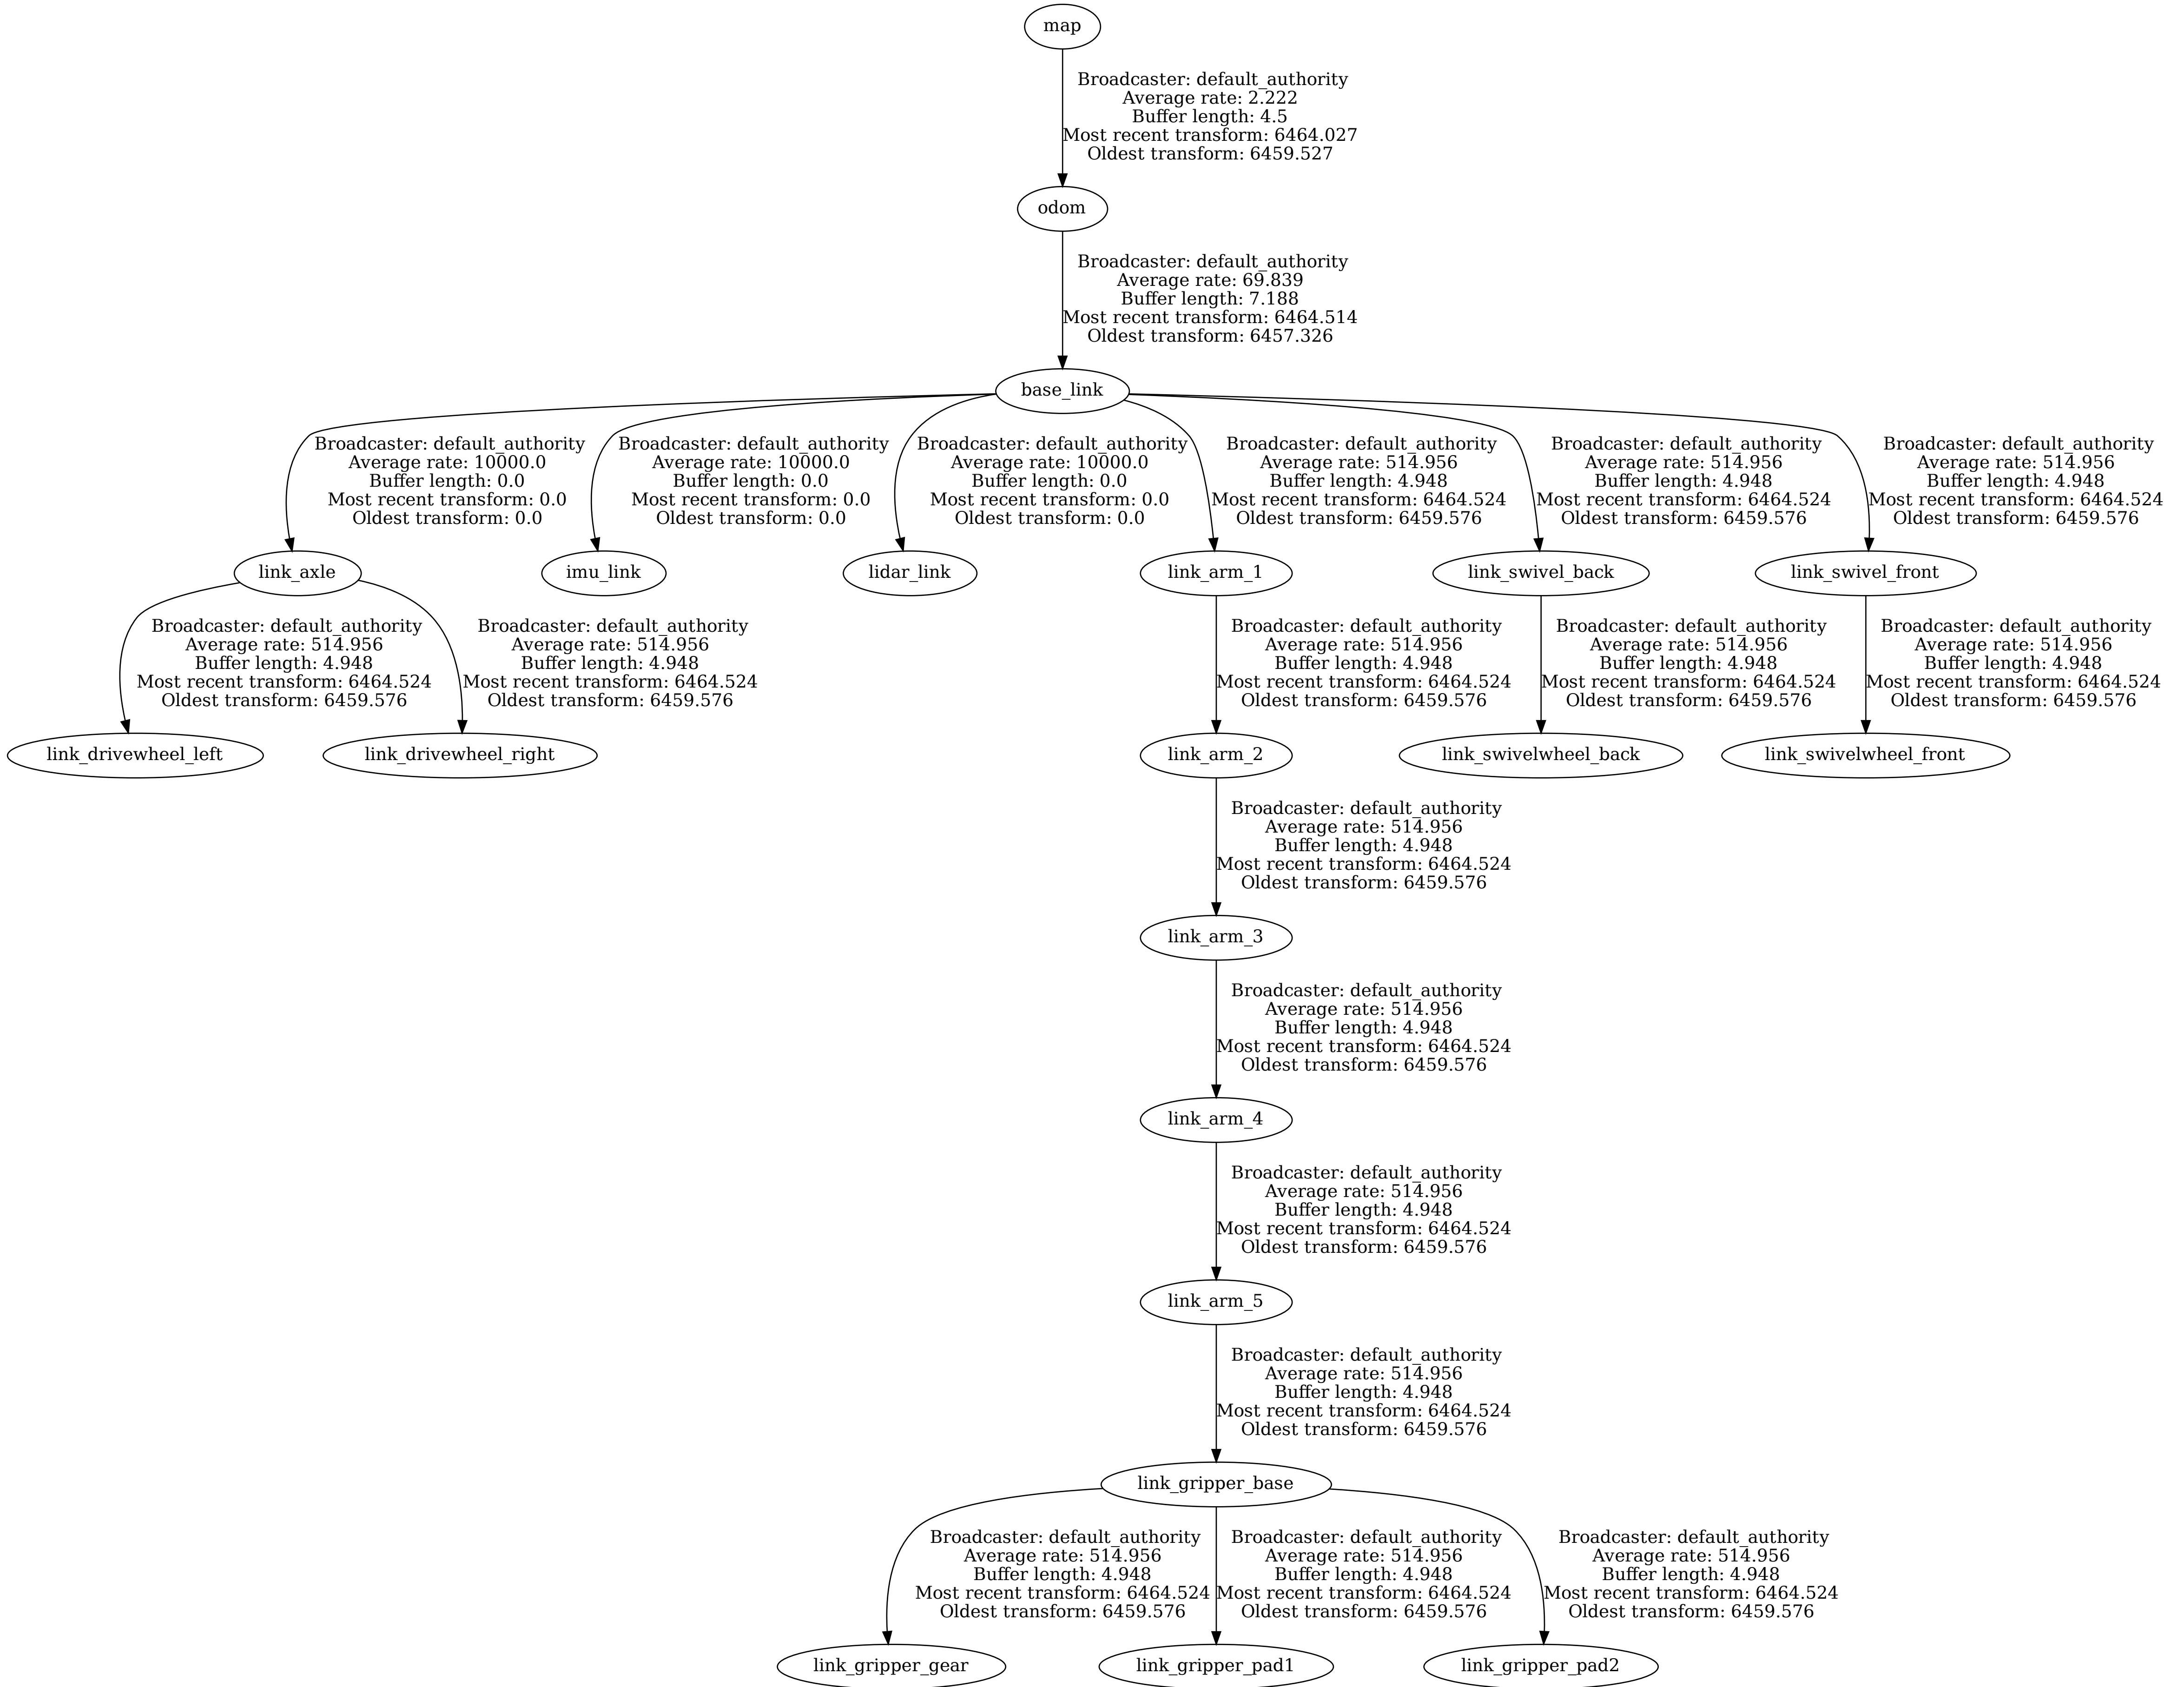 map
Broadcaster: default_authority
Average rate: 2.222
Buffer length: 4.5
Most recent transform: 6464.027
Oldest transform: 6459.527
odom
Broadcaster: default_authority
Average rate: 69.839
Buffer length: 7.188
Most recent transform: 6464.514
Oldest transform: 6457.326
base_link
Broadcaster: default_authority
Average rate: 10000.0
Buffer length: 0.0
Most recent transform: 0.0
Oldest transform: 0.0
Broadcaster: default_authority
Average rate: 10000.0
Buffer length: 0.0
Most recent transform: 0.0
Oldest transform: 0.0
Broadcaster: default_authority
Average rate: 10000.0
Buffer length: 0.0
Most recent transform: 0.0
Oldest transform: 0.0
Broadcaster: default_authority
Average rate: 514.956
Buffer length: 4.948
Most recent transform: 6464.524
Oldest transform: 6459.576
Broadcaster: default_authority
Average rate: 514.956
Buffer length: 4.948
Most recent transform: 6464.524
Oldest transform: 6459.576
Broadcaster: default_authority
Average rate: 514.956
Buffer length: 4.948
Most recent transform: 6464.524
Oldest transform: 6459.576
link_axle
imu_link
lidar_link
link_arm_1
link_swivel_back
link_swivel_front
Broadcaster: default_authority
Average rate: 514.956
Buffer length: 4.948
Most recent transform: 6464.524
Oldest transform: 6459.576
Broadcaster: default_authority
Average rate: 514.956
Buffer length: 4.948
Most recent transform: 6464.524
Oldest transform: 6459.576
Broadcaster: default_authority
Average rate: 514.956
Buffer length: 4.948
Most recent transform: 6464.524
Oldest transform: 6459.576
Broadcaster: default_authority
Average rate: 514.956
Buffer length: 4.948
Most recent transform: 6464.524
Oldest transform: 6459.576
Broadcaster: default_authority
Average rate: 514.956
Buffer length: 4.948
Most recent transform: 6464.524
Oldest transform: 6459.576
link_drivewheel_left
link_drivewheel_right
link_arm_2
link_swivelwheel_back
link_swivelwheel_front
Broadcaster: default_authority
Average rate: 514.956
Buffer length: 4.948
Most recent transform: 6464.524
Oldest transform: 6459.576
link_arm_3
Broadcaster: default_authority
Average rate: 514.956
Buffer length: 4.948
Most recent transform: 6464.524
Oldest transform: 6459.576
link_arm_4
Broadcaster: default_authority
Average rate: 514.956
Buffer length: 4.948
Most recent transform: 6464.524
Oldest transform: 6459.576
link_arm_5
Broadcaster: default_authority
Average rate: 514.956
Buffer length: 4.948
Most recent transform: 6464.524
Oldest transform: 6459.576
link_gripper_base
Broadcaster: default_authority
Average rate: 514.956
Buffer length: 4.948
Most recent transform: 6464.524
Oldest transform: 6459.576
Broadcaster: default_authority
Average rate: 514.956
Buffer length: 4.948
Most recent transform: 6464.524
Oldest transform: 6459.576
Broadcaster: default_authority
Average rate: 514.956
Buffer length: 4.948
Most recent transform: 6464.524
Oldest transform: 6459.576
link_gripper_gear
link_gripper_pad1
link_gripper_pad2